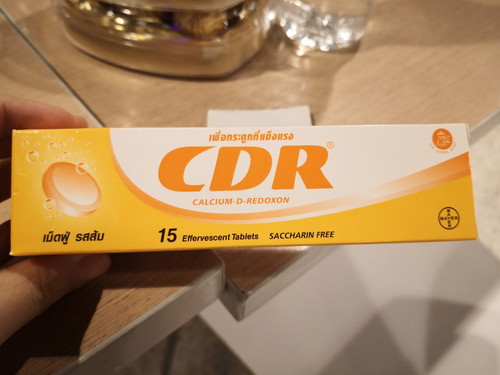 เพื่อกระดูกที่แข็งแรง
CDR®
CALCIUM-D-REDOXON
เม็ดฟู่ รสส้ม
15 Effervescent Tablets SACCHARIN FREE
BAYER